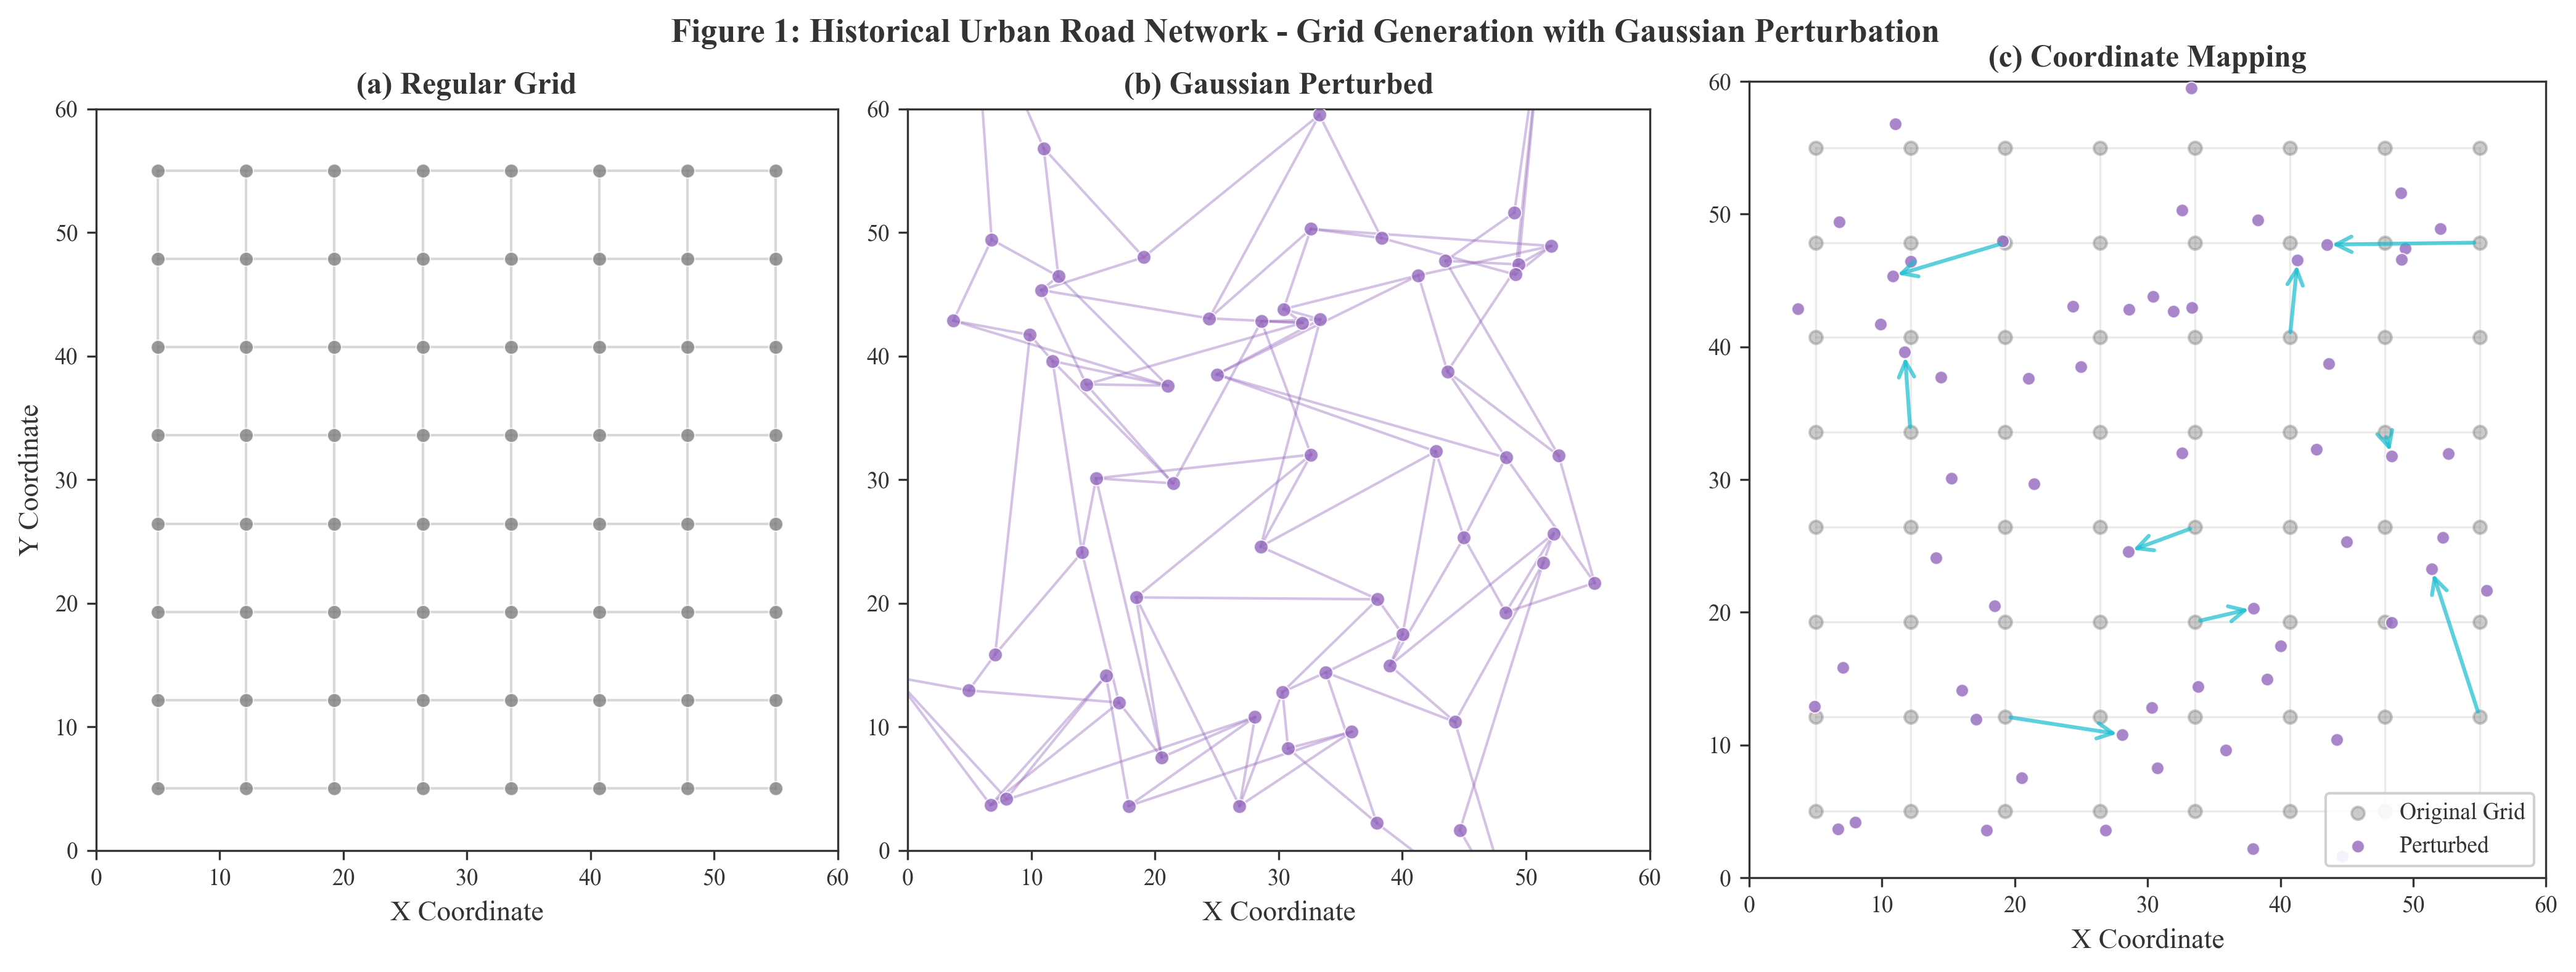 Figure 1: Historical Urban Road Network - Grid Generation with Gaussian Perturbation
(a) Regular Grid
60
50
40
30
20
10
0
Y Coordinate
0 10 20 30 40 50 60
X Coordinate
(b) Gaussian Perturbed
60
50
40
30
20
10
0
0 10 20 30 40 50 60
X Coordinate
(c) Coordinate Mapping
60
50
40
30
20
10
0
Original Grid
Perturbed
0 10 20 30 40 50 60
X Coordinate